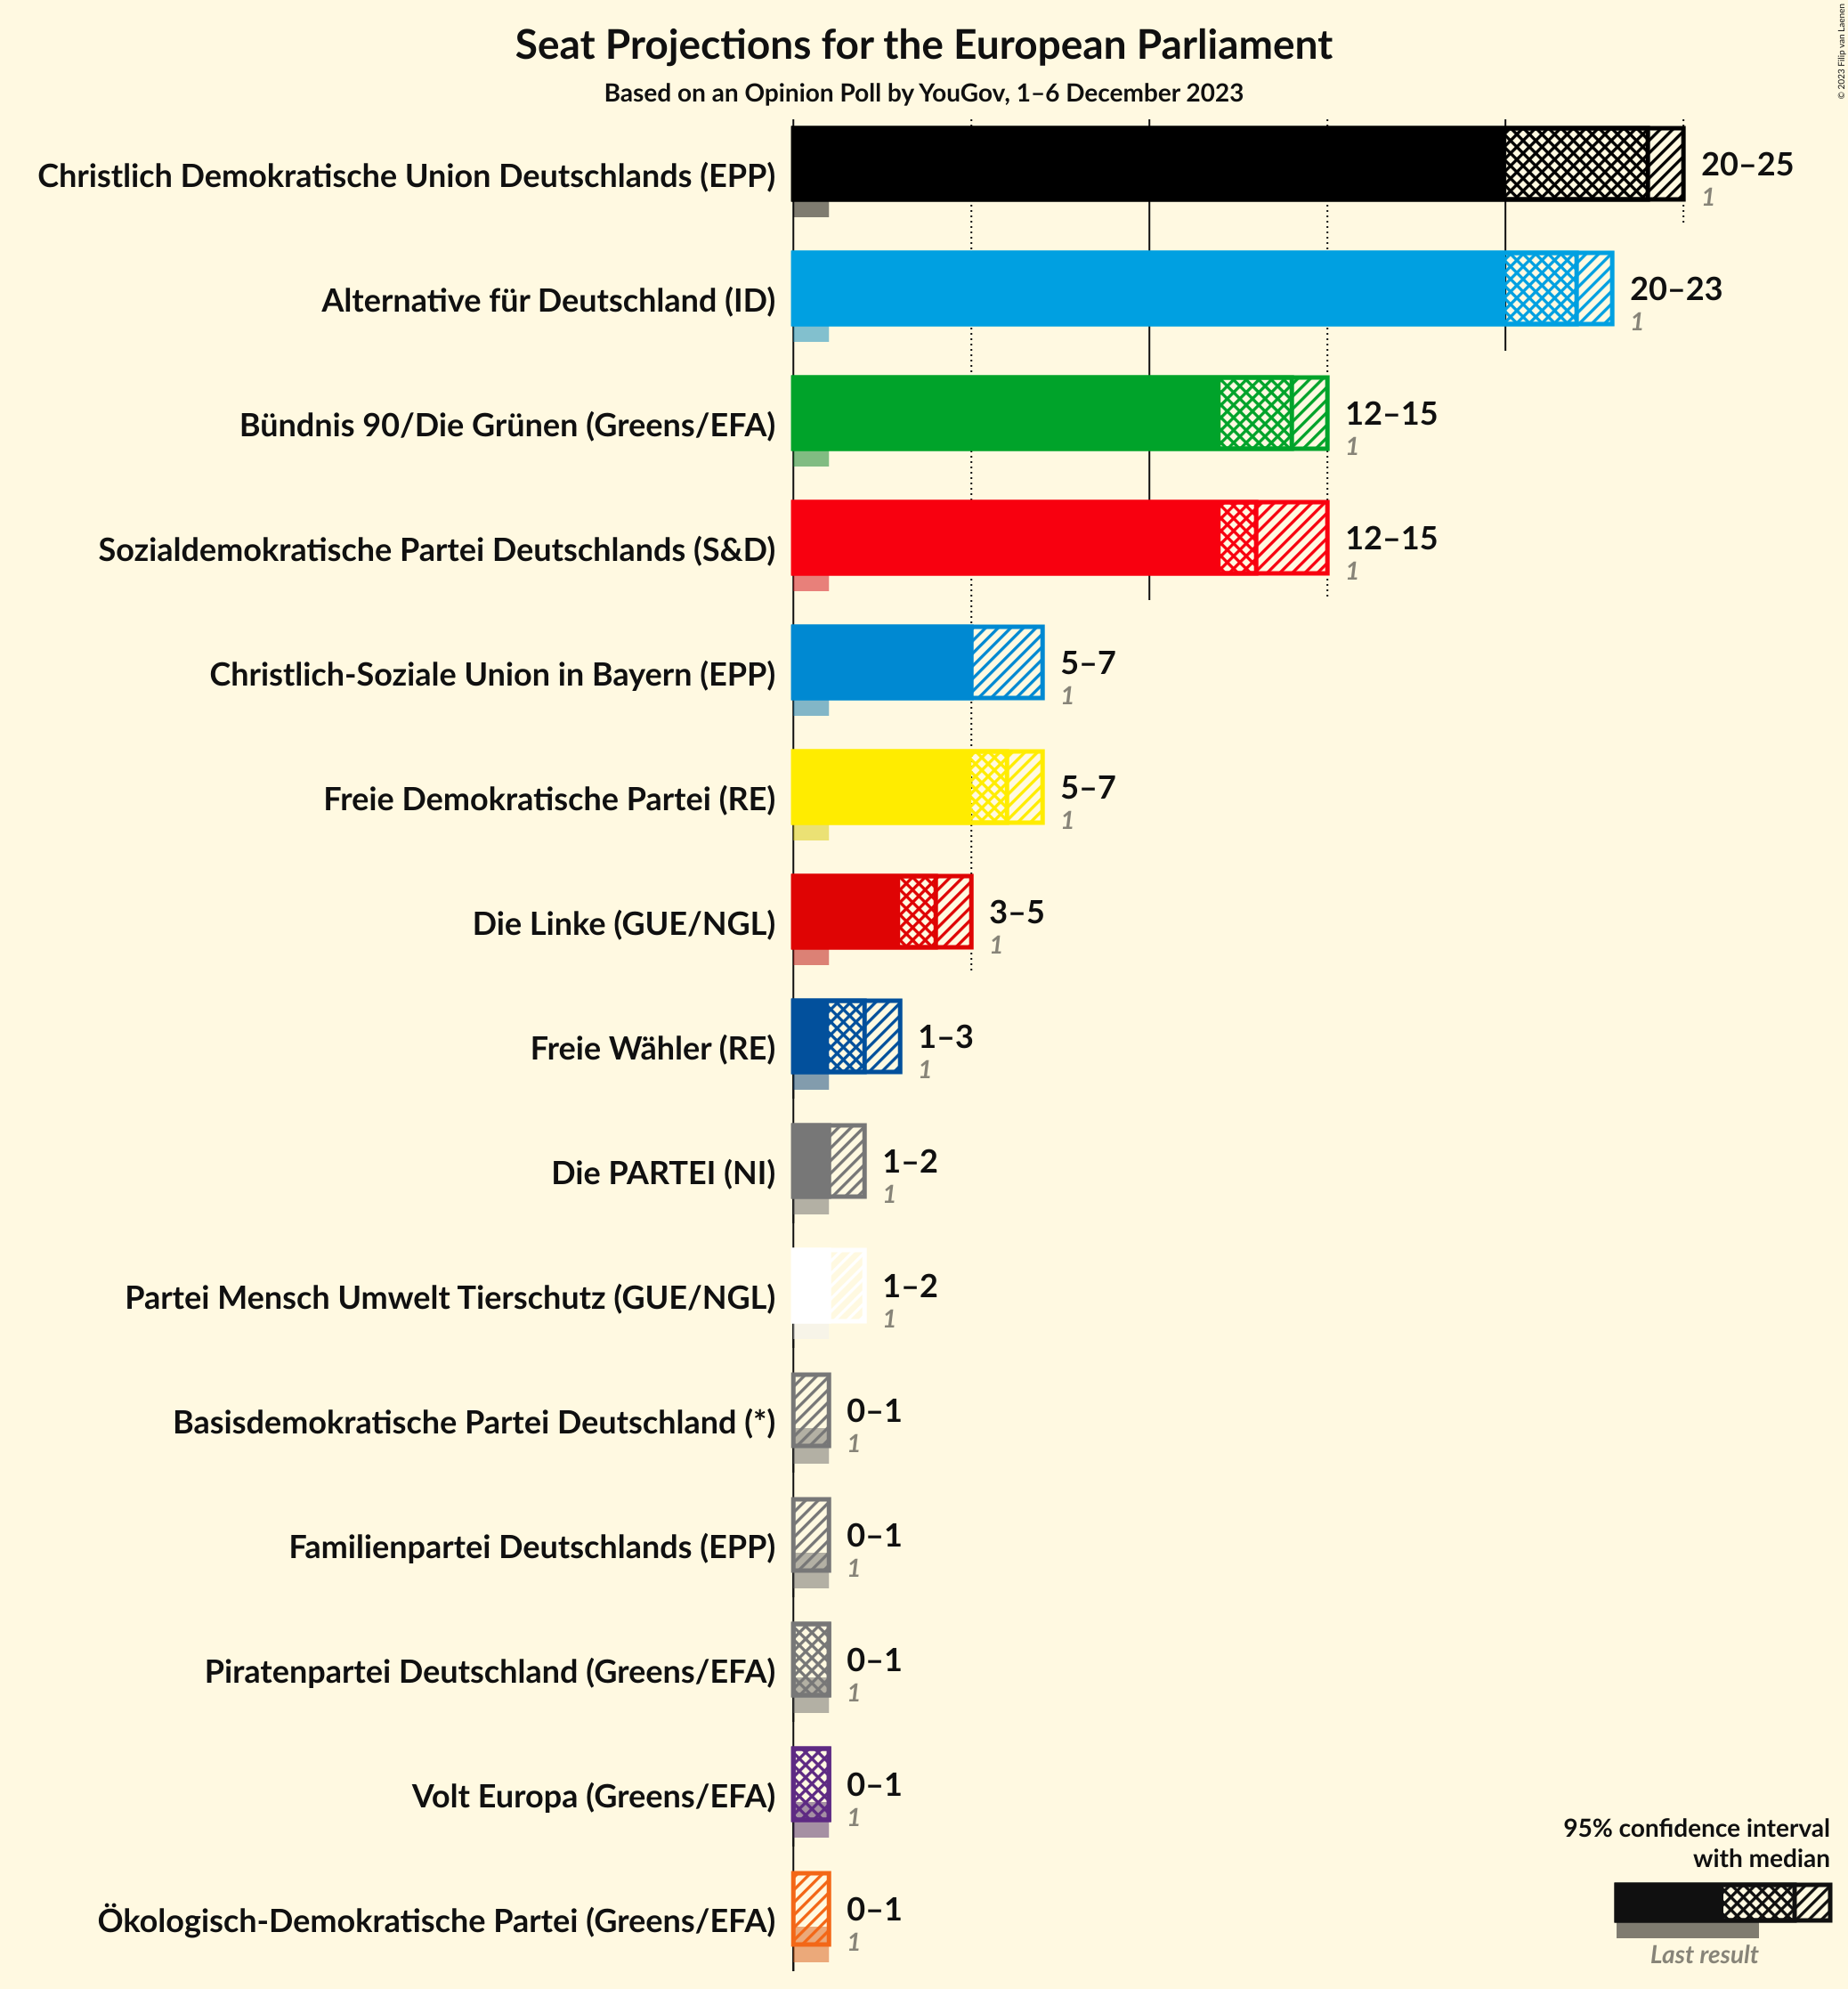 Seat Projections for the European Parliament
Based on an Opinion Poll by YouGov, 1–6 December 2023
© 2023 Filip van Laenen
Christlich Demokratische Union Deutschlands (EPP)
20–25
1
Alternative für Deutschland (ID)
20–23
1
Bündnis 90/Die Grünen (Greens/EFA)
12–15
1
Sozialdemokratische Partei Deutschlands (S&D)
12–15
1
Christlich-Soziale Union in Bayern (EPP)
5–7
1
Freie Demokratische Partei (RE)
5–7
1
Die Linke (GUE/NGL)
3–5
1
Freie Wähler (RE)
1–3
1
Die PARTEI (NI)
1–2
1
Partei Mensch Umwelt Tierschutz (GUE/NGL)
1–2
1
Basisdemokratische Partei Deutschland (*)
0–1
1
Familienpartei Deutschlands (EPP)
0–1
1
Piratenpartei Deutschland (Greens/EFA)
0–1
1
Volt Europa (Greens/EFA)
0–1
1
Ökologisch-Demokratische Partei (Greens/EFA)
0–1
1
95% confidence interval
with median
Last result